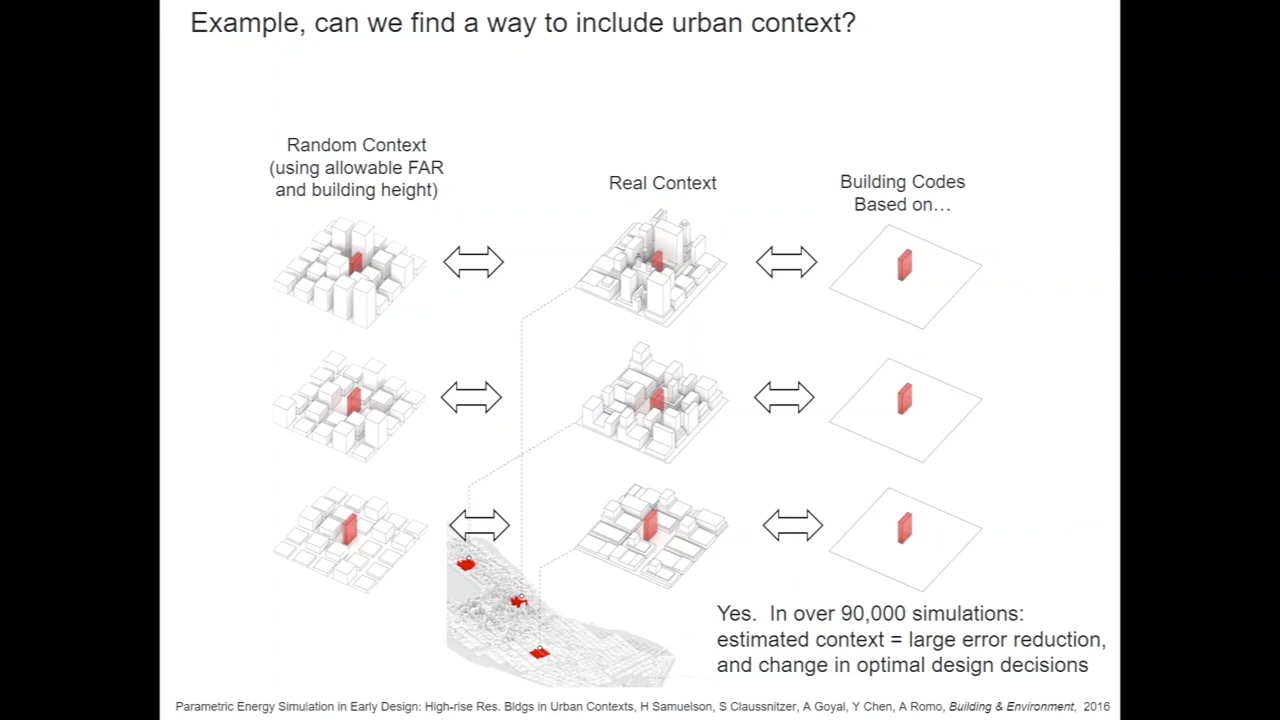 Example, can we find a way to include urban context?
Random Context
(using allowable FAR
and building height)
Real Context
Building Codes
Based on…
Yes.  In over 90,000 simulations:
estimated context = large error reduction,
and change in optimal design decisions
Parametric Energy Simulation in Early Design: High-rise Res. Bldgs in Urban Contexts, H Samuelson, S Claussnitzer, A Goyal, Y Chen, A Romo, Building & Environment,  2016